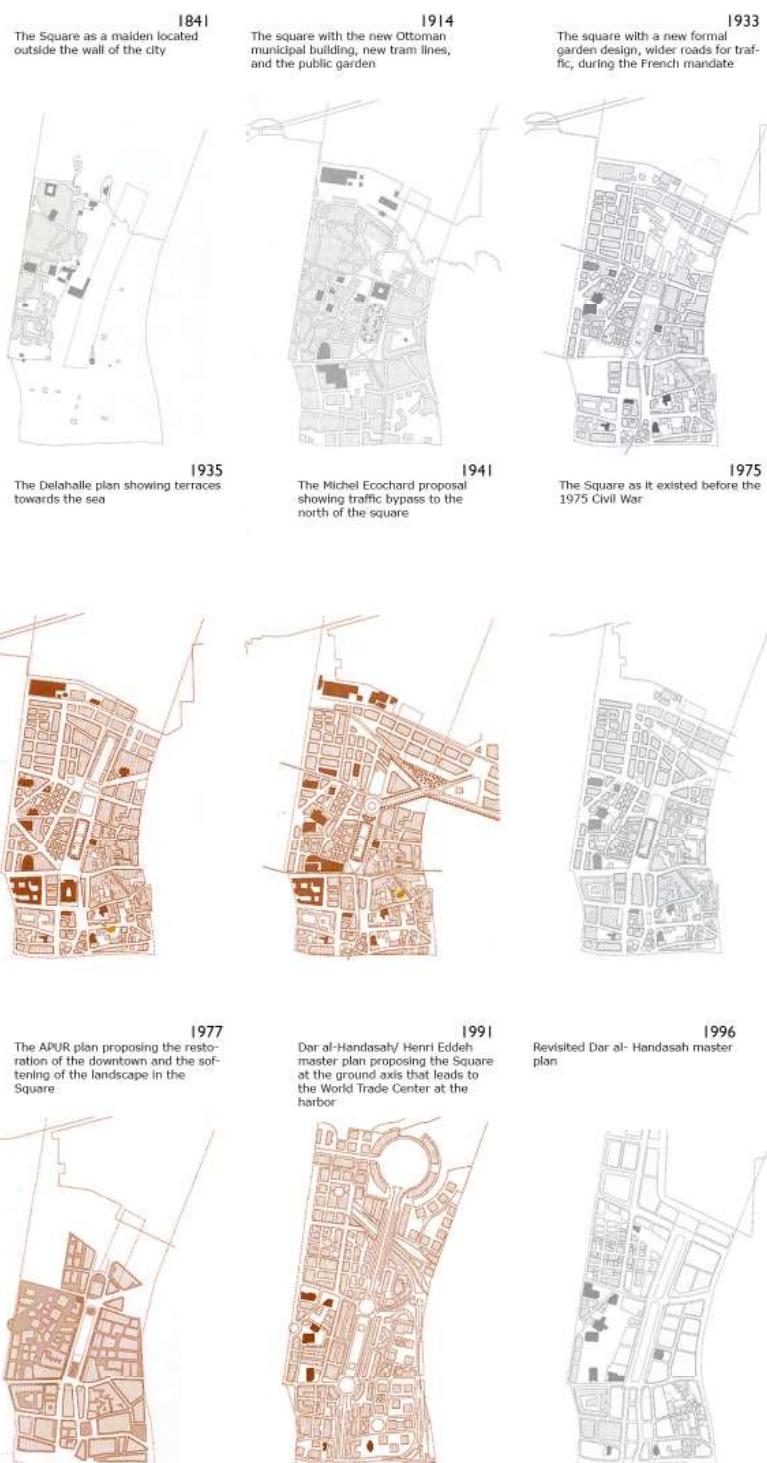 1841
The Square as a maiden located
outside the wall of the city
1914
The square with the new Ottoman
municipal building, new tram lines,
and the public garden
1933
The square with a new formal
garden design, wider roads for traf-
fic, during the French mandate
1935
The Delahalle plan showing terraces
towards the sea
1941
The Michel Ecochard proposal
showing traffic bypass to the
north of the square
1975
The Square as it existed before the
1975 Civil War
1977
The APUR plan proposing the resto-
ration of the downtown and the sof-
tening of the landscape in the
Square
1991
Dar al-Handasah/ Henri Eddeh
master plan proposing the Square
at the ground axis that leads to
the World Trade Center at the
harbor
1996
Revisited Dar al- Handasah master
plan